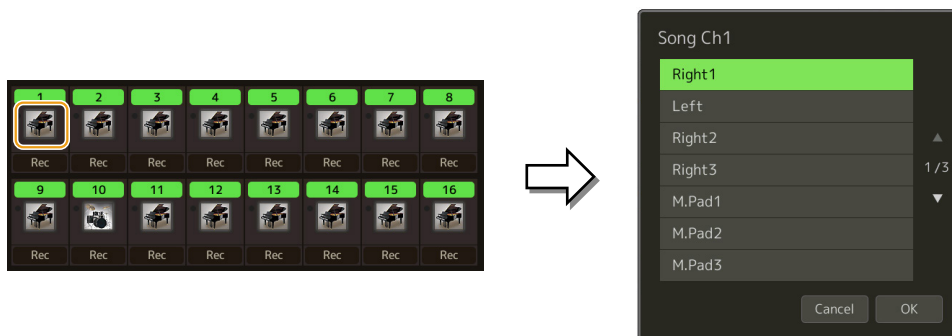 1 2 3 4 5 6 7 8
Rec Rec Rec Rec Rec Rec Rec Rec
9 10 11 12 13 14 15 16
Rec Rec Rec Rec Rec Rec Rec Rec
Song Ch1
Right1
Left
Right2
Right3
1/3
M.Pad1
M.Pad2
M.Pad3
Cancel OK